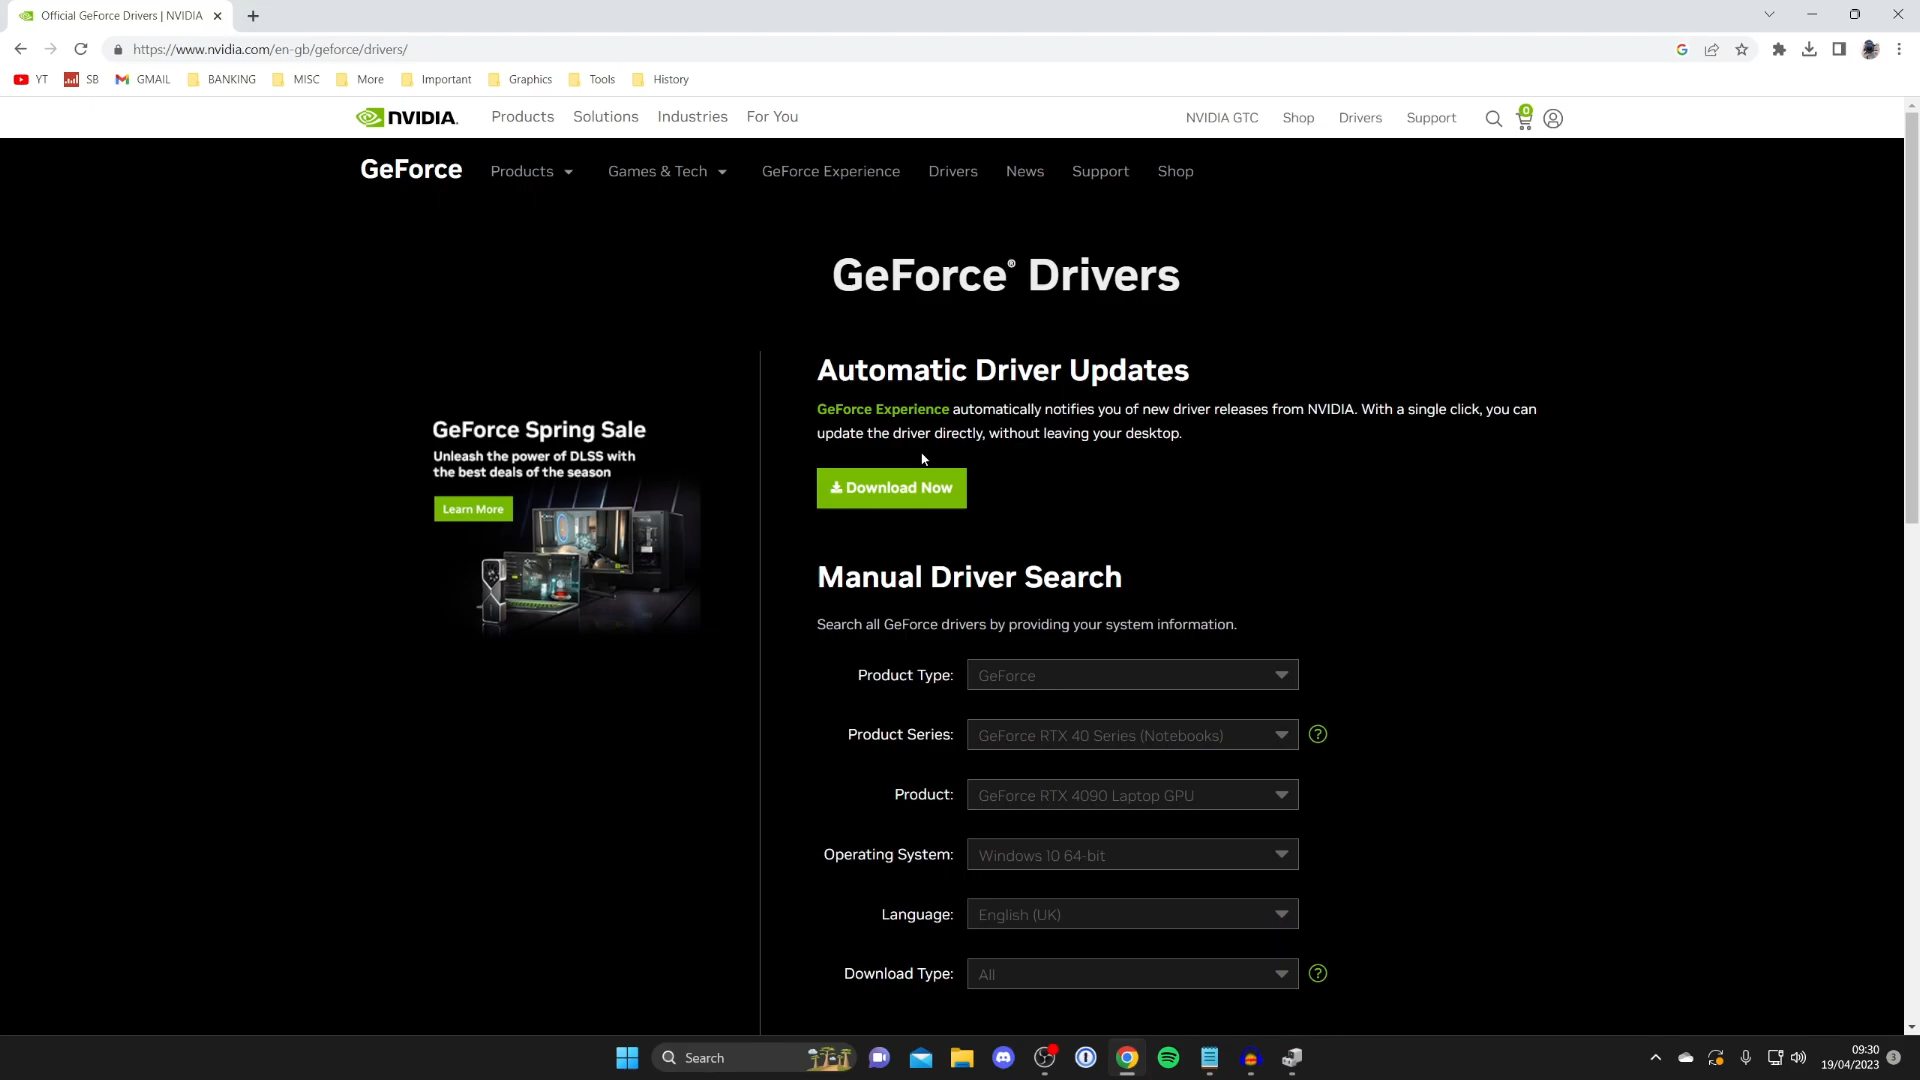 Official GeForce Drivers | NVIDIA
https://www.nvidia.com/en-gb/geforce/drivers/
YT SB GMAIL BANKING MISC More Important Graphics Tools History
NVIDIA. Products Solutions Industries For You NVIDIA GTC Shop Drivers Support 0
GeForce Products Games & Tech GeForce Experience Drivers News Support Shop
GeForce® Drivers
Automatic Driver Updates
GeForce Experience automatically notifies you of new driver releases from NVIDIA. With a single click, you can
update the driver directly, without leaving your desktop.
Download Now
GeForce Spring Sale
Unleash the power of DLSS with
the best deals of the season
Learn More
Manual Driver Search
Search all GeForce drivers by providing your system information.
Product Type: GeForce
Product Series: GeForce RTX 40 Series (Notebooks) ?
Product: GeForce RTX 4090 Laptop GPU
Operating System: Windows 10 64-bit
Language: English (UK)
Download Type: All ?
Search
09:30
19/04/2023
3